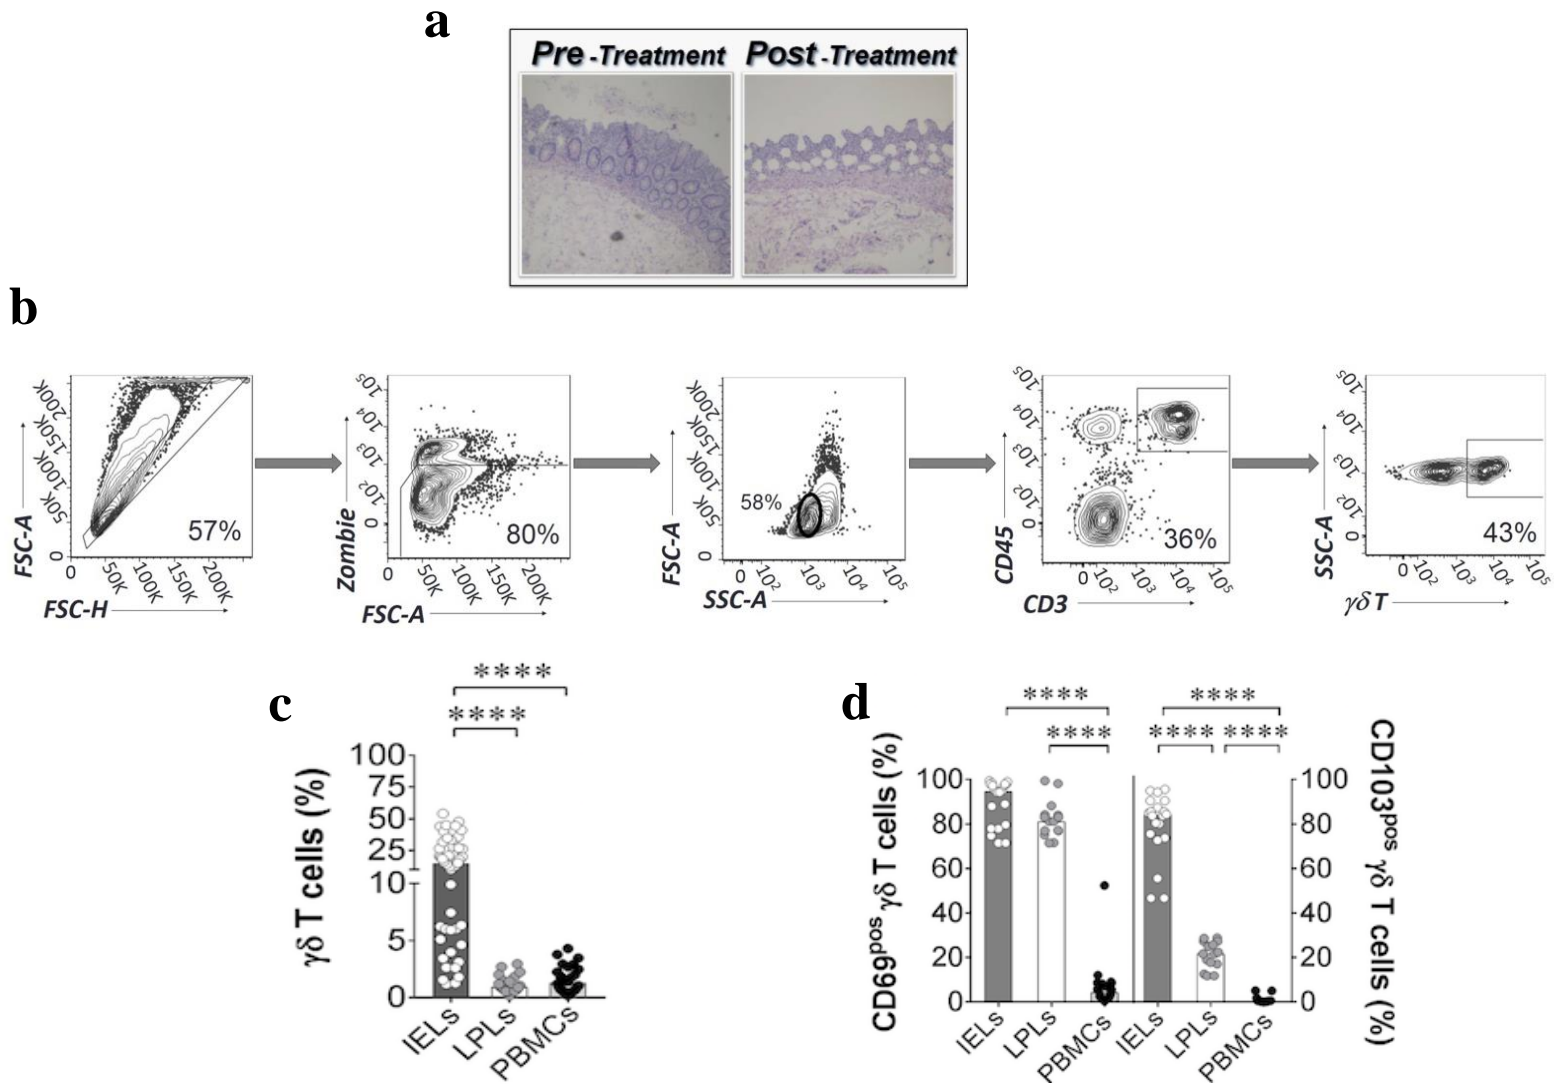 a
Pre -Treatment Post -Treatment
b
FSC-A
0 50K 100K 150K 200K
57%
0 50K 100K 150K 200K
FSC-H
Zombie
0 10² 10³ 10⁴ 10⁵
80%
0 50K 100K 150K 200K
FSC-A
FSC-A
0 50K 100K 150K 200K
58%
0 10² 10³ 10⁴ 10⁵
SSC-A
CD45
0 10² 10³ 10⁴ 10⁵
36%
0 10² 10³ 10⁴ 10⁵
CD3
SSC-A
0 10² 10³ 10⁴ 10⁵
43%
0 10² 10³ 10⁴ 10⁵
γδ T
c
****
****
γδ T cells (%)
100
75
50
25
10
5
0
IELs LPLs PBMCs
d
**** ****
**** **** ****
CD69pos γδ T cells (%)
100 100
80 80
60 60
40 40
20 20
0 0
IELs LPLs PBMCs IELs LPLs PBMCs
CD103pos γδ T cells (%)